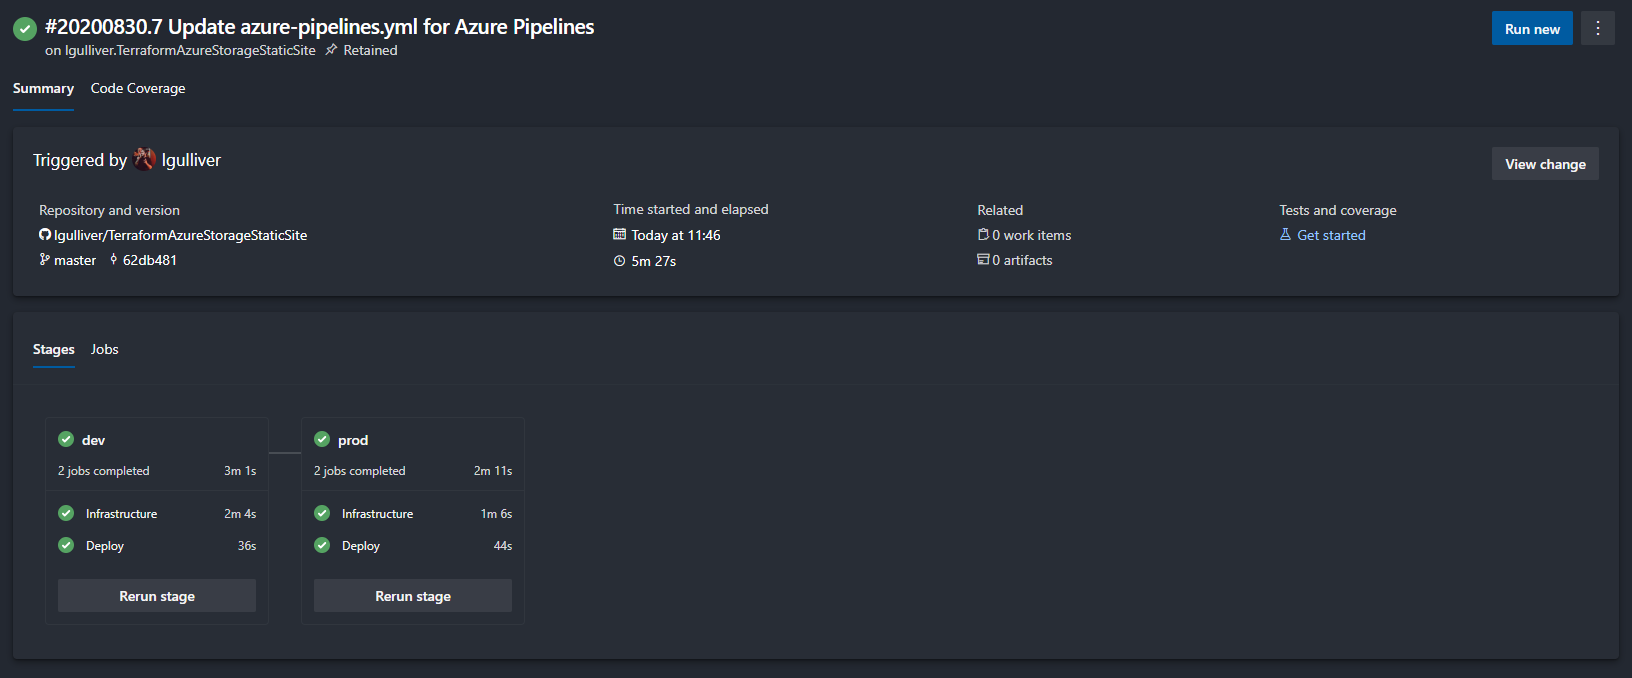 #20200830.7 Update azure-pipelines.yml for Azure Pipelines
on lgulliver.TerraformAzureStorageStaticSite Retained
Run new
Summary Code Coverage
Triggered by lgulliver
View change
Repository and version
lgulliver/TerraformAzureStorageStaticSite
master 62db481
Time started and elapsed
Today at 11:46
5m 27s
Related
0 work items
0 artifacts
Tests and coverage
Get started
Stages Jobs
dev
2 jobs completed 3m 1s
Infrastructure 2m 4s
Deploy 36s
Rerun stage
prod
2 jobs completed 2m 11s
Infrastructure 1m 6s
Deploy 44s
Rerun stage